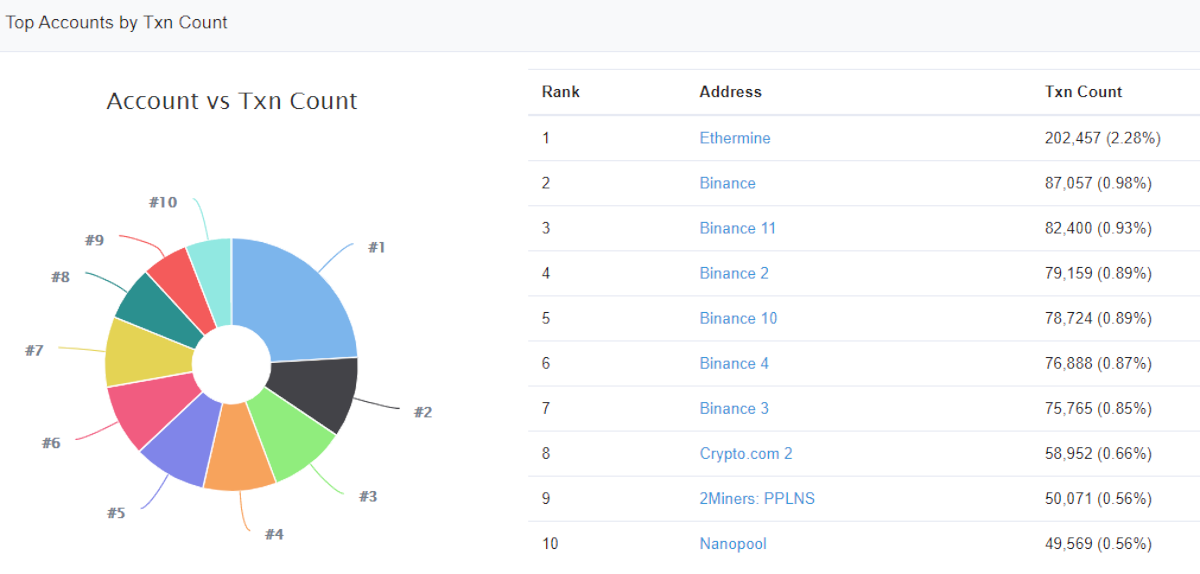 Top Accounts by Txn Count
Account vs Txn Count
#10
#1
#9
#8
#7
#2
#6
#3
#5
#4
Rank Address Txn Count
1 Ethermine 202,457 (2.28%)
2 Binance 87,057 (0.98%)
3 Binance 11 82,400 (0.93%)
4 Binance 2 79,159 (0.89%)
5 Binance 10 78,724 (0.89%)
6 Binance 4 76,888 (0.87%)
7 Binance 3 75,765 (0.85%)
8 Crypto.com 2 58,952 (0.66%)
9 2Miners: PPLNS 50,071 (0.56%)
10 Nanopool 49,569 (0.56%)